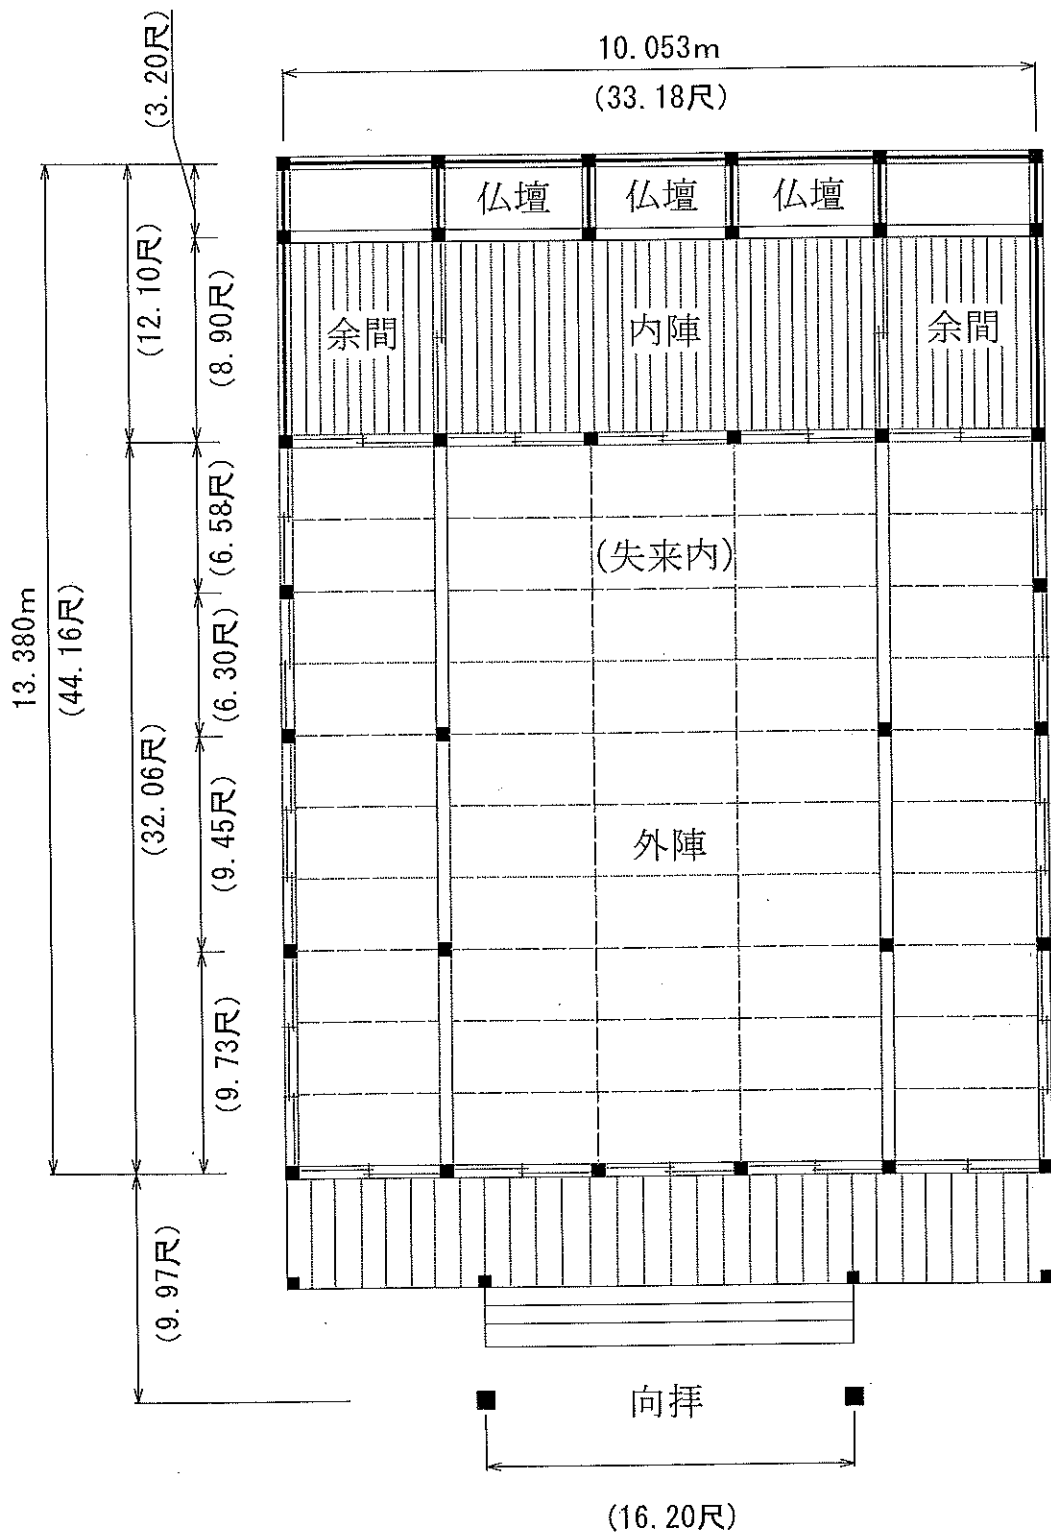 (3.20尺)
10.053m
(33.18尺)
仏壇 仏壇 仏壇
(12.10尺)
(8.90尺)
余間 内陣 余間
(6.58尺)
(失来内)
13.380m
(44.16尺)
(6.30尺)
(32.06尺)
(9.45尺)
外陣
(9.73尺)
(9.97尺)
向拝
(16.20尺)